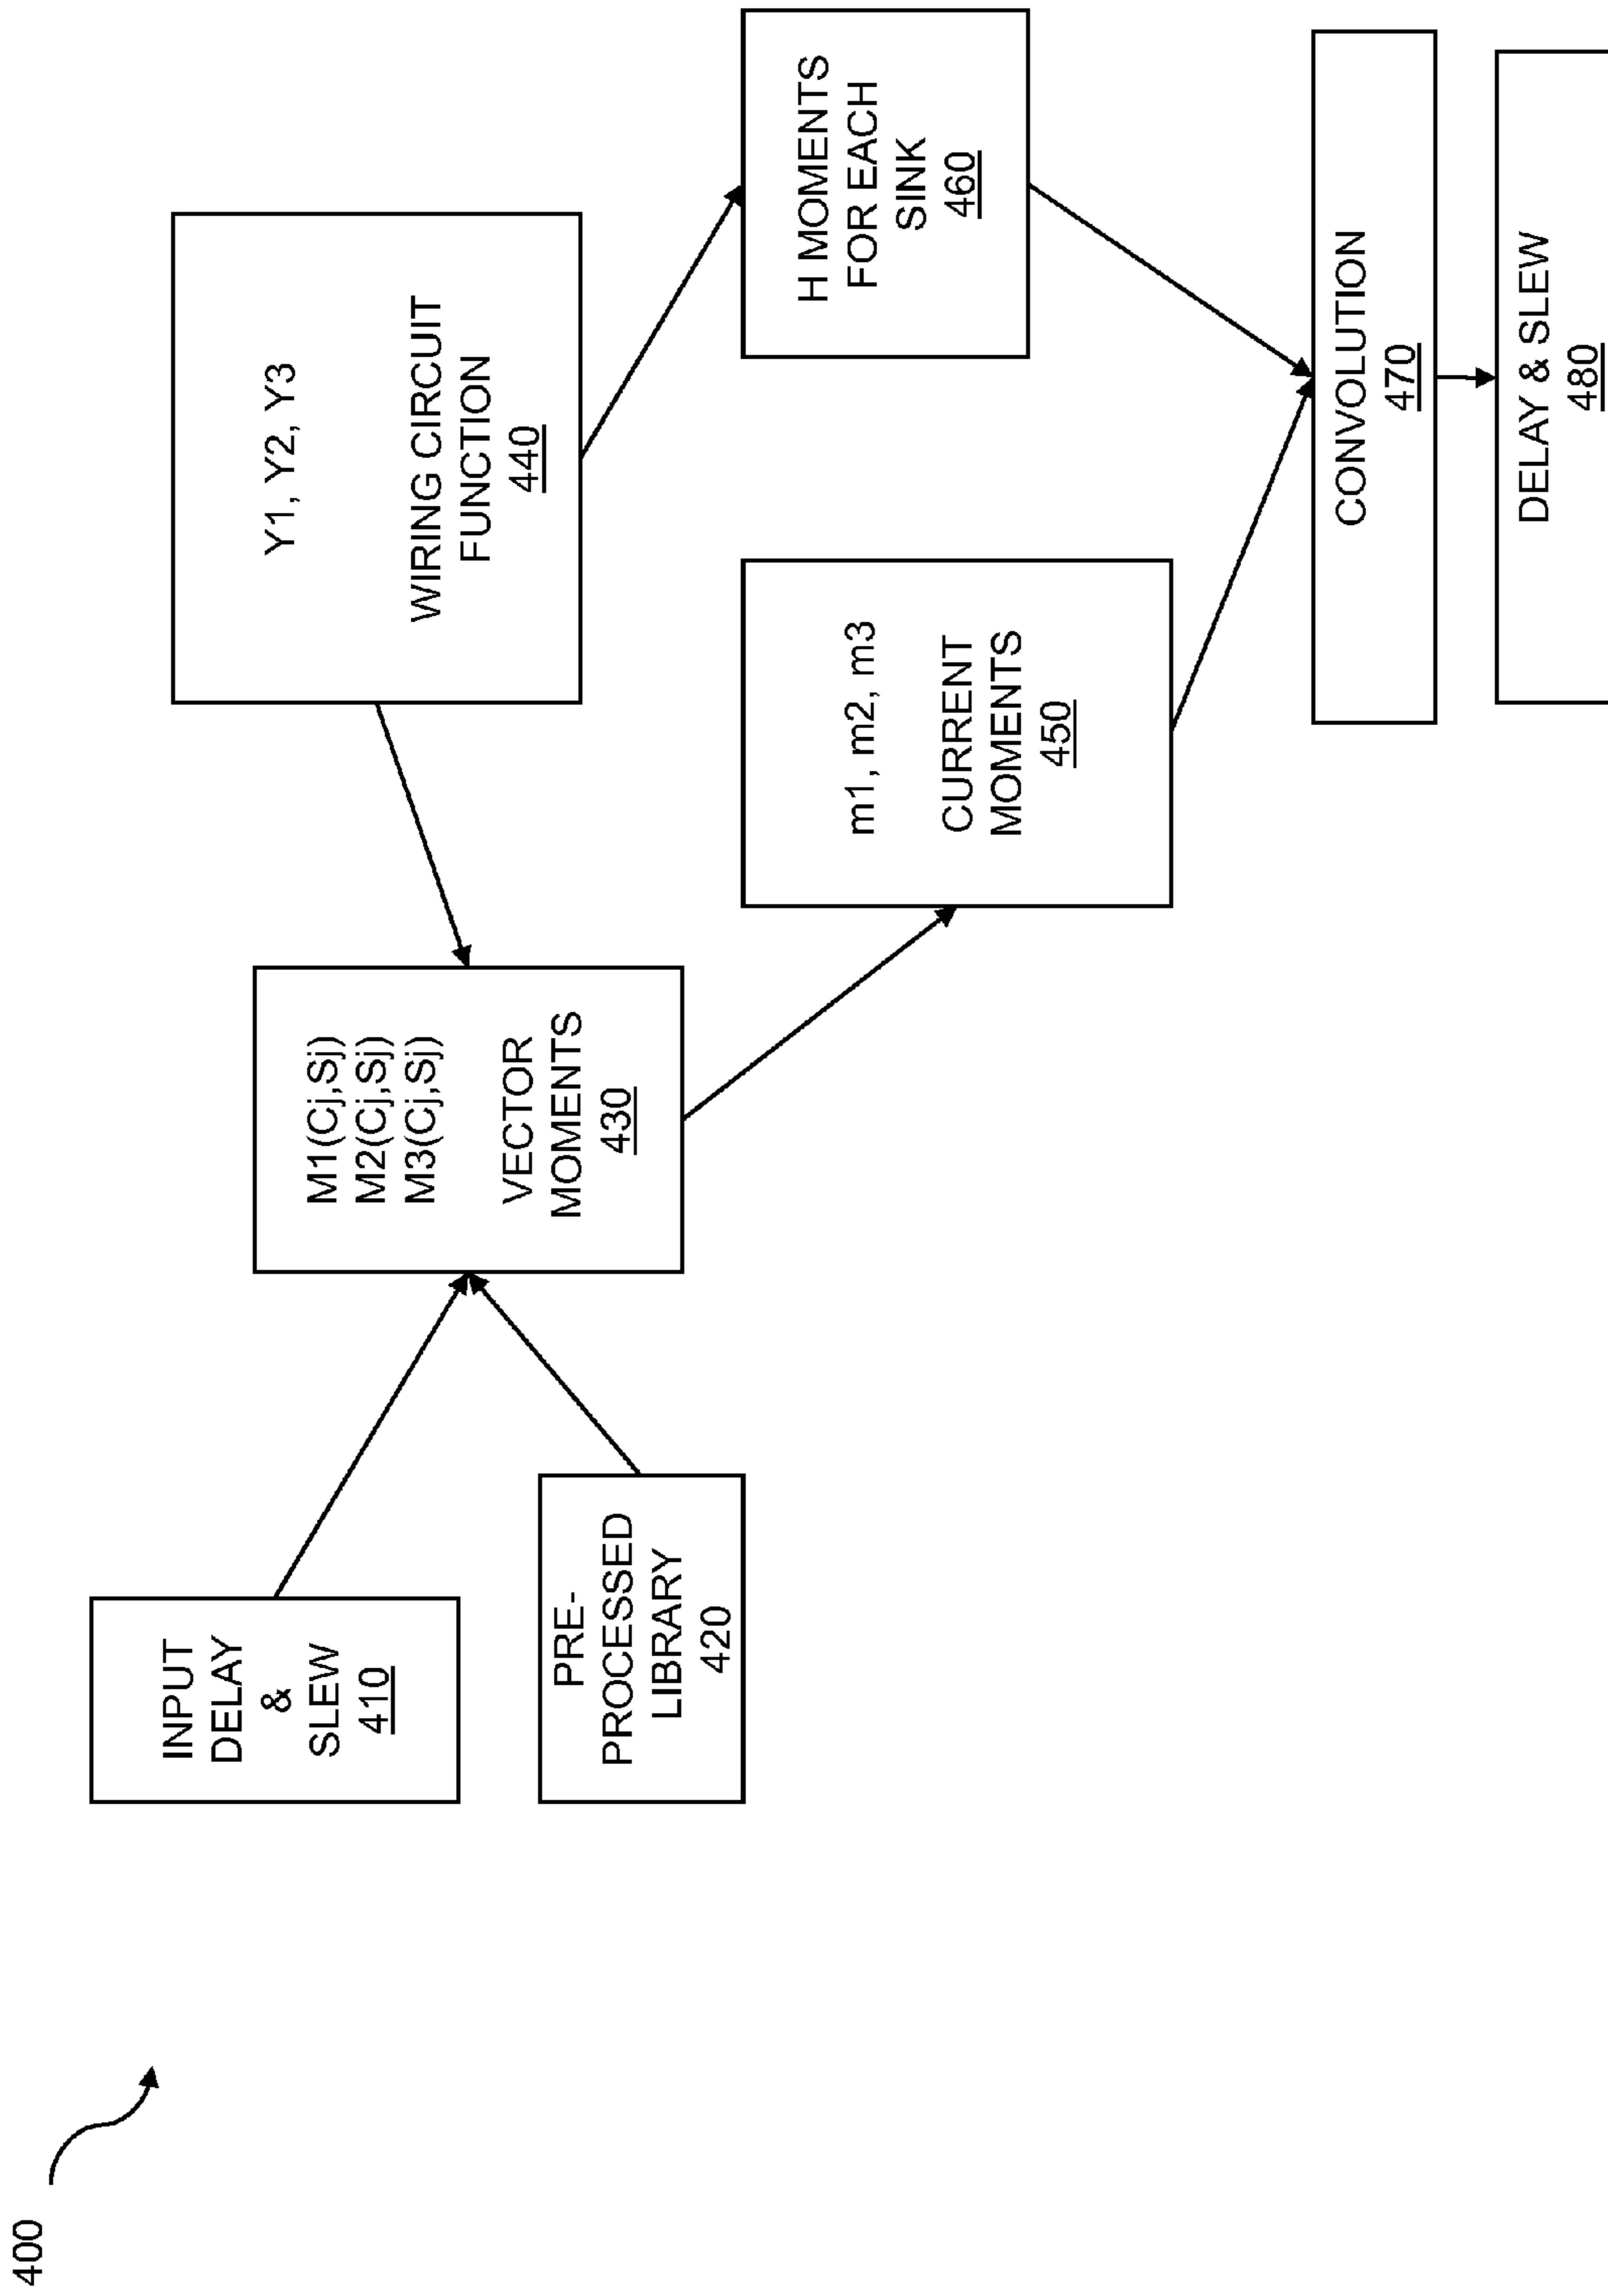 400
INPUT
DELAY
&
SLEW
410
PRE-
PROCESSED
LIBRARY
420
M1(Cj,Sj)
M2(Cj,Sj)
M3(Cj,Sj)
VECTOR
MOMENTS
430
Y1, Y2, Y3
WIRING CIRCUIT
FUNCTION
440
m1, m2, m3
CURRENT
MOMENTS
450
H MOMENTS
FOR EACH
SINK
460
CONVOLUTION
470
DELAY & SLEW
480